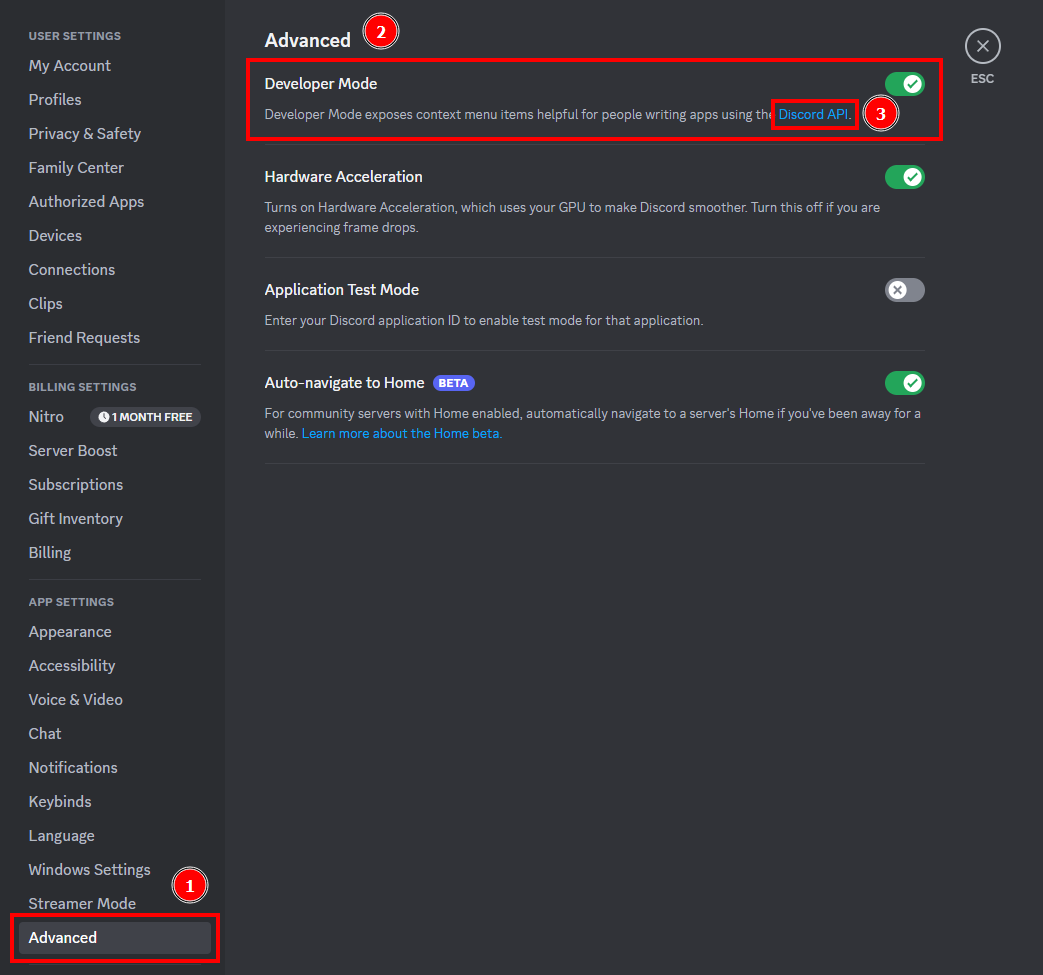 USER SETTINGS
My Account
Profiles
Privacy & Safety
Family Center
Authorized Apps
Devices
Connections
Clips
Friend Requests
BILLING SETTINGS
Nitro 1 MONTH FREE
Server Boost
Subscriptions
Gift Inventory
Billing
APP SETTINGS
Appearance
Accessibility
Voice & Video
Chat
Notifications
Keybinds
Language
Windows Settings
1
Streamer Mode
Advanced
Advanced 2
Developer Mode
Developer Mode exposes context menu items helpful for people writing apps using the Discord API. 3
Hardware Acceleration
Turns on Hardware Acceleration, which uses your GPU to make Discord smoother. Turn this off if you are
experiencing frame drops.
Application Test Mode
Enter your Discord application ID to enable test mode for that application.
Auto-navigate to Home BETA
For community servers with Home enabled, automatically navigate to a server's Home if you've been away for a
while. Learn more about the Home beta.
ESC